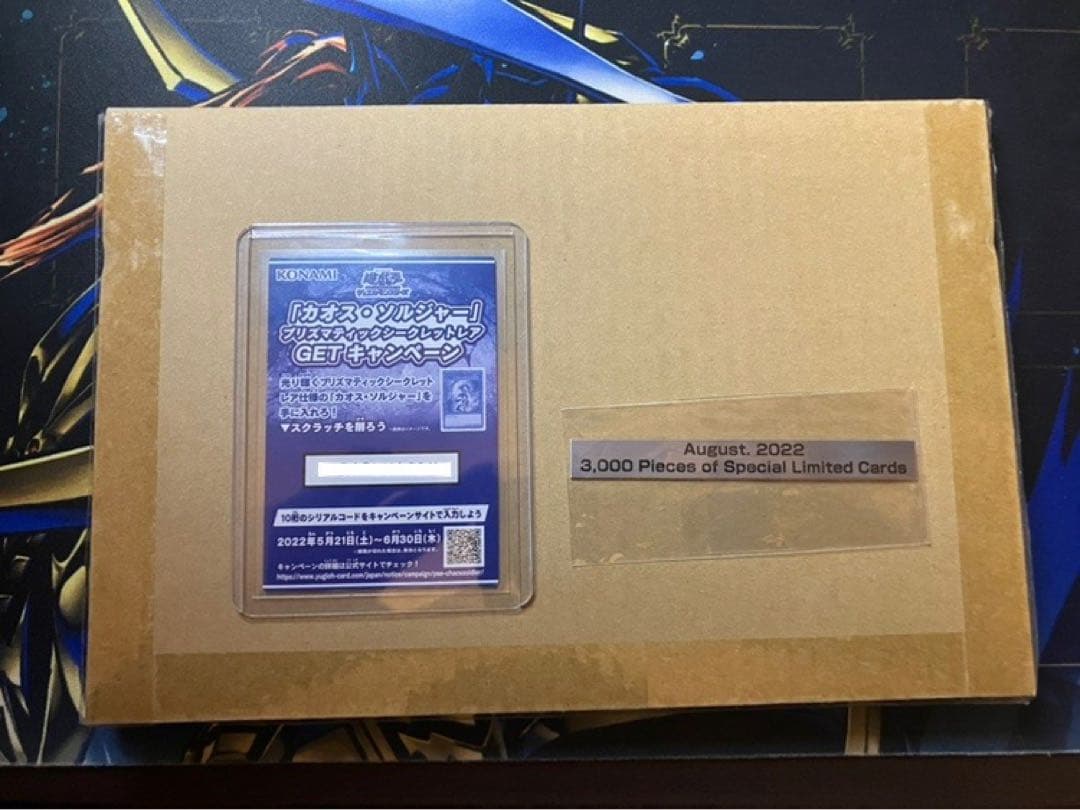 KONAMI
遊戯王
「カオス・ソルジャー」
プリズマティックシークレットレア
GET キャンペーン
光り輝くプリズマティックシークレット
レア仕様の「カオス・ソルジャー」を
手に入れろ！
▼スクラッチを削ろう
10桁のシリアルコードをキャンペーンサイトで入力しよう
2022年5月21日(土)～6月30日(木)
キャンペーンの詳細は公式サイトでチェック！
August. 2022
3,000 Pieces of Special Limited Cards